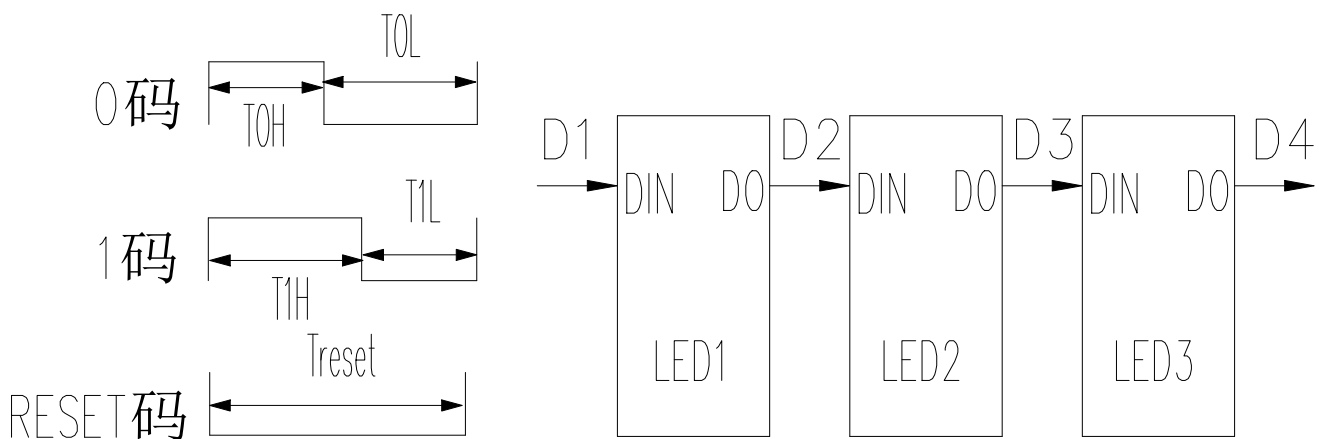 T0L
0码
T0H
T1L
1码
T1H
Treset
RESET码
D1 D2 D3 D4
DIN DO DIN DO DIN DO
LED1 LED2 LED3